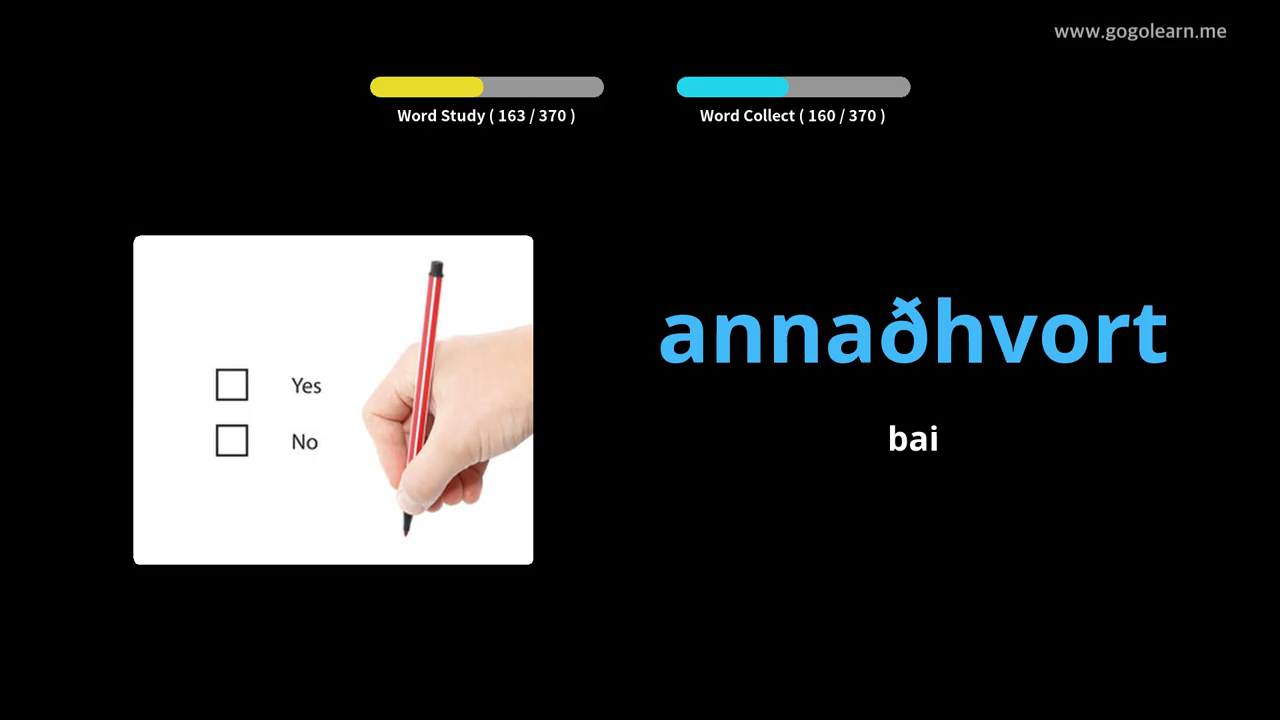 www.gogolearn.me
Word Study ( 163 / 370 )
Word Collect ( 160 / 370 )
Yes
No
annaðhvort
bai